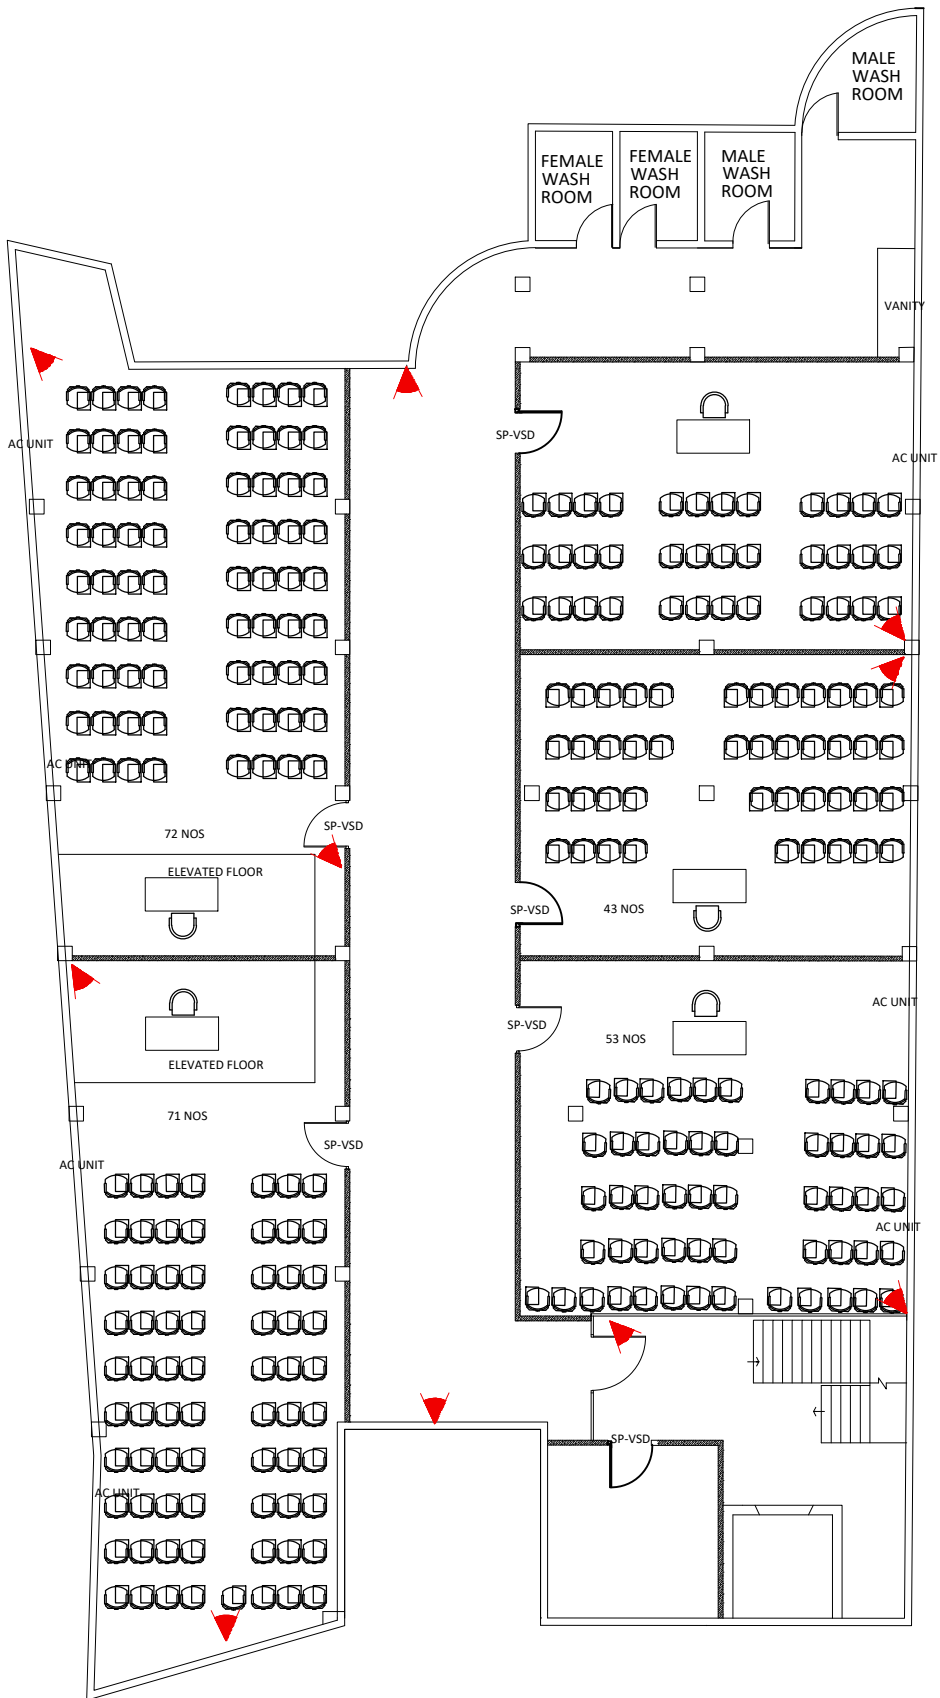 MALE
WASH
ROOM
FEMALE
WASH
ROOM
FEMALE
WASH
ROOM
MALE
WASH
ROOM
VANITY
SP-VSD
AC UNIT
AC UNIT
AC UNIT
SP-VSD
72 NOS
ELEVATED FLOOR
SP-VSD
43 NOS
AC UNIT
SP-VSD
53 NOS
ELEVATED FLOOR
71 NOS
SP-VSD
AC UNIT
AC UNIT
SP-VSD
AC UNIT